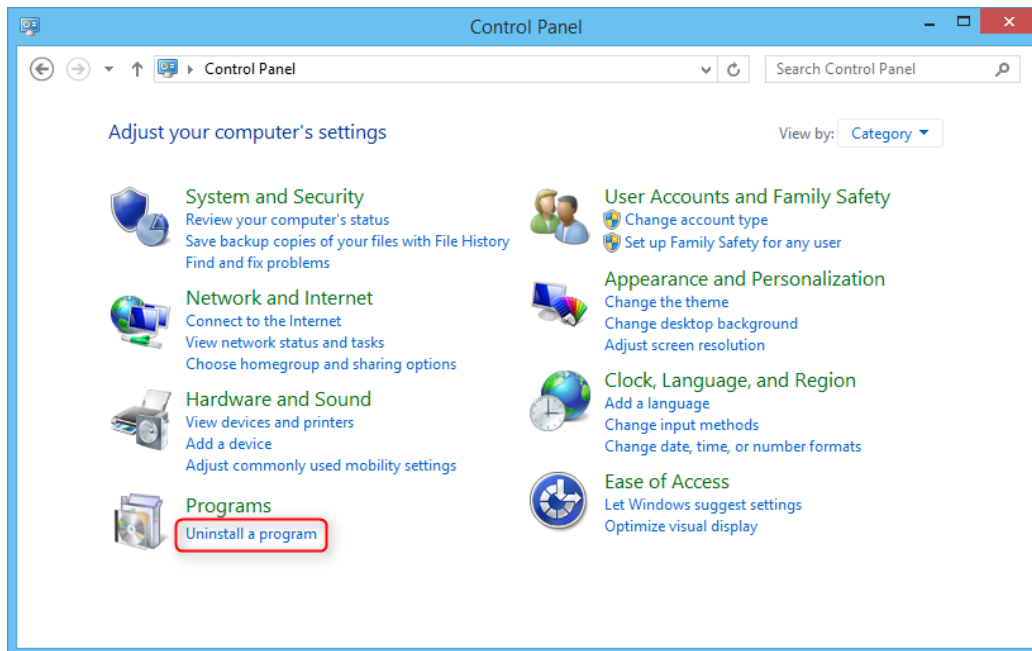 Control Panel
Control Panel
Search Control Panel
Adjust your computer's settings
View by: Category
System and Security
Review your computer's status
Save backup copies of your files with File History
Find and fix problems
Network and Internet
Connect to the Internet
View network status and tasks
Choose homegroup and sharing options
Hardware and Sound
View devices and printers
Add a device
Adjust commonly used mobility settings
Programs
Uninstall a program
User Accounts and Family Safety
Change account type
Set up Family Safety for any user
Appearance and Personalization
Change the theme
Change desktop background
Adjust screen resolution
Clock, Language, and Region
Add a language
Change input methods
Change date, time, or number formats
Ease of Access
Let Windows suggest settings
Optimize visual display